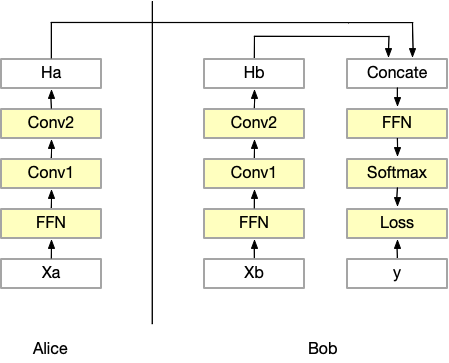 Ha
Conv2
Conv1
FFN
Xa
Alice
Hb
Conv2
Conv1
FFN
Xb
Concate
FFN
Softmax
Loss
y
Bob